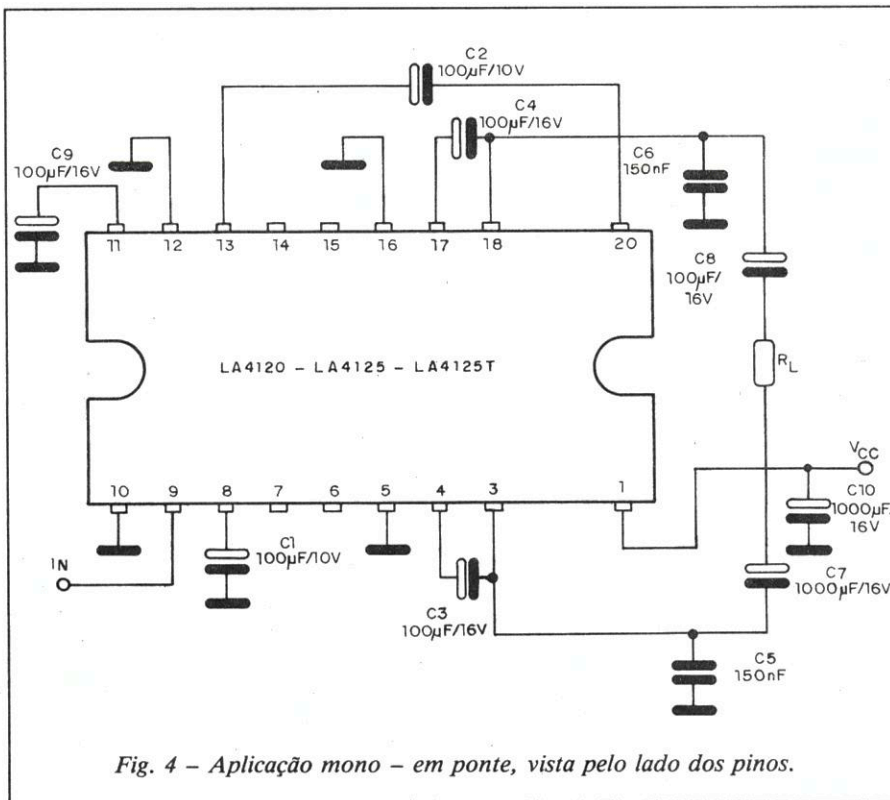 C2
100µF/10V
C4
100µF/16V
C9
100µF/16V
C6
150nF
11 12 13 14 15 16 17 18 20
C8
100µF/
16V
LA4120 – LA4125 – LA4125T
RL
VCC
10 9 8 7 6 5 4 3 1
C10
1000µF/
16V
IN
C1
100µF/10V
C7
1000µF/16V
C3
100µF/16V
C5
150nF
Fig. 4 – Aplicação mono – em ponte, vista pelo lado dos pinos.